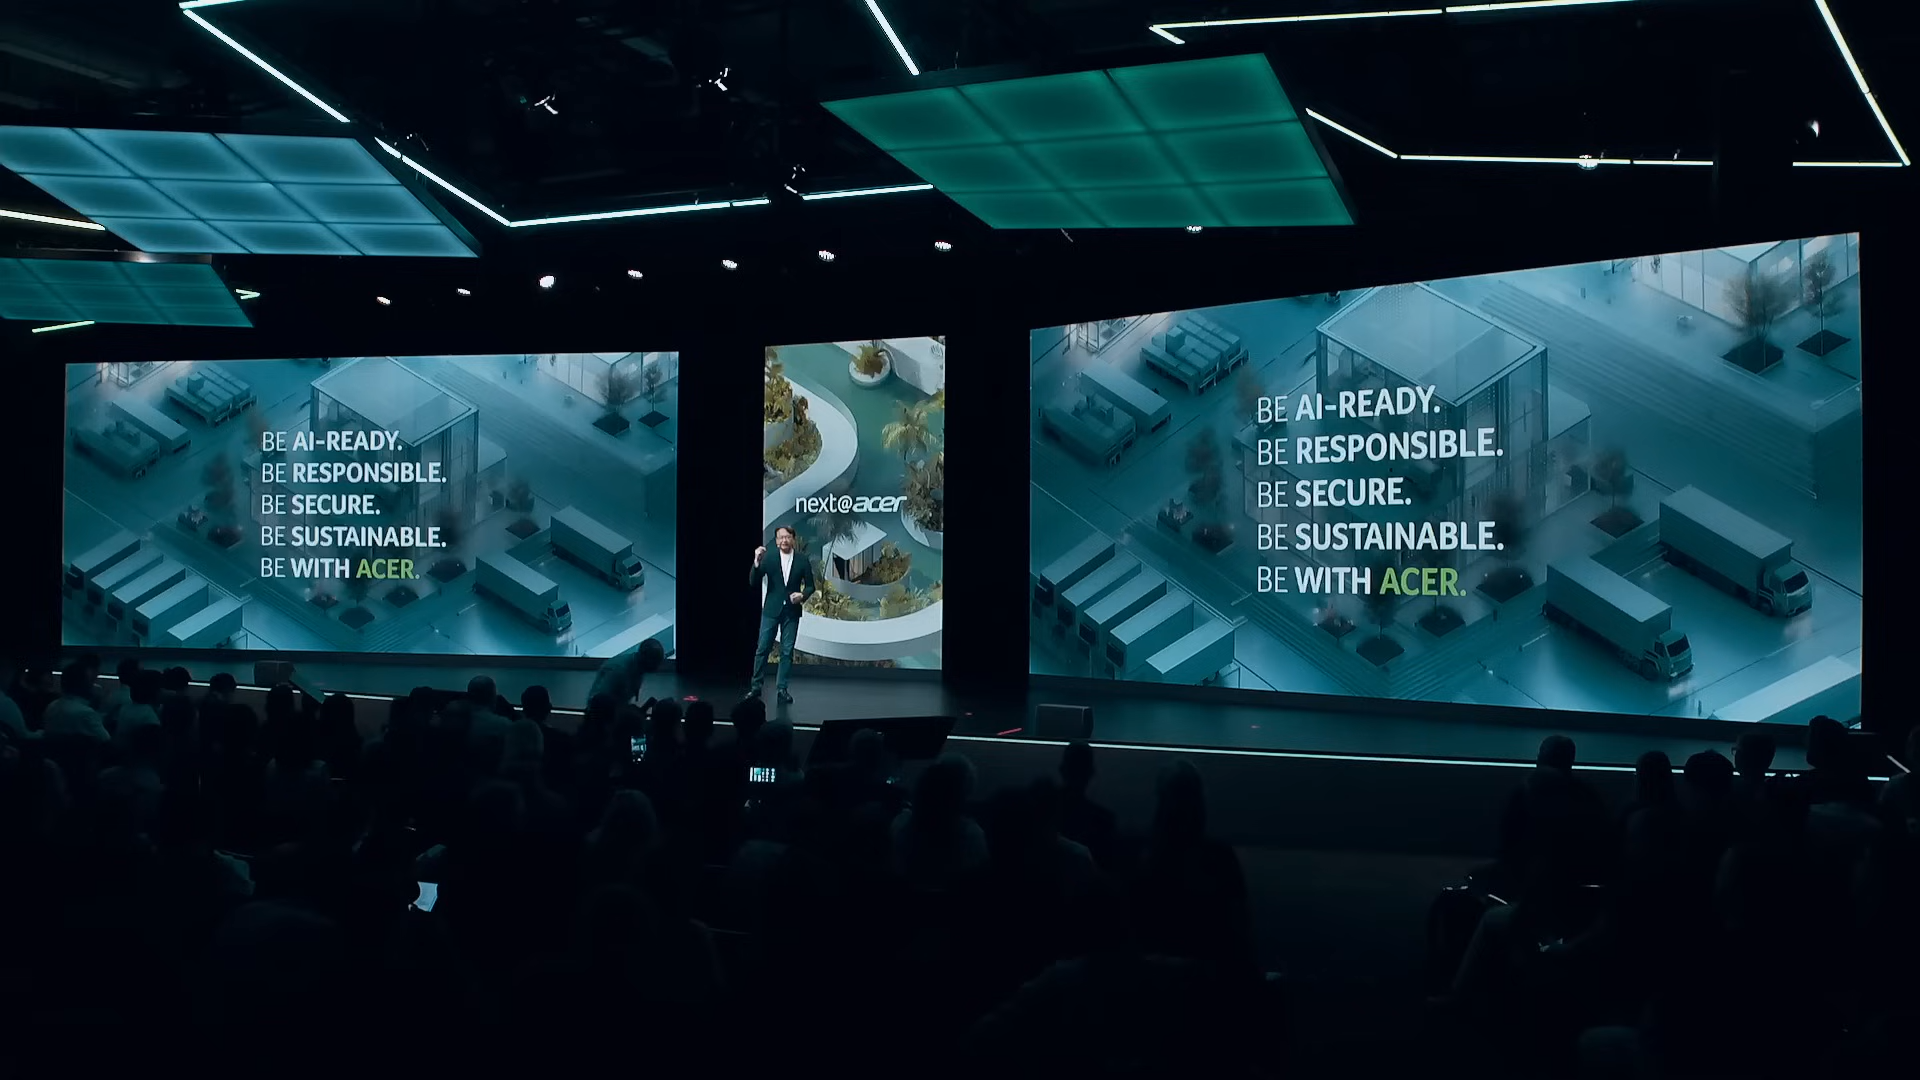 BE AI-READY.
BE RESPONSIBLE.
BE SECURE.
BE SUSTAINABLE.
BE WITH ACER.
next@acer
BE AI-READY.
BE RESPONSIBLE.
BE SECURE.
BE SUSTAINABLE.
BE WITH ACER.